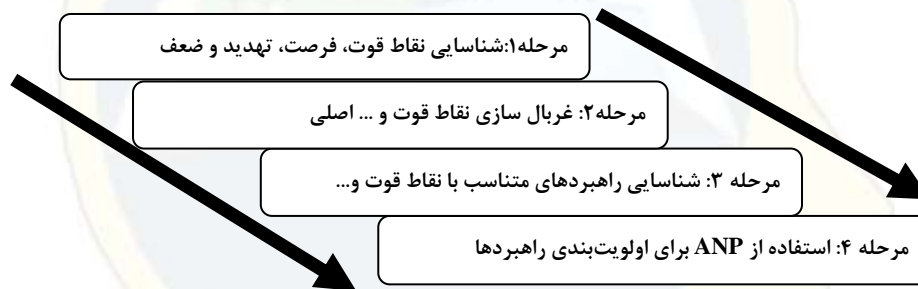 مرحله۱:شناسایی نقاط قوت، فرصت، تهدید و ضعف
مرحله۲: غربال سازی نقاط قوت و ... اصلی
مرحله ۳: شناسایی راهبردهای متناسب با نقاط قوت و...
مرحله ۴: استفاده از ANP برای اولویت‌بندی راهبردها